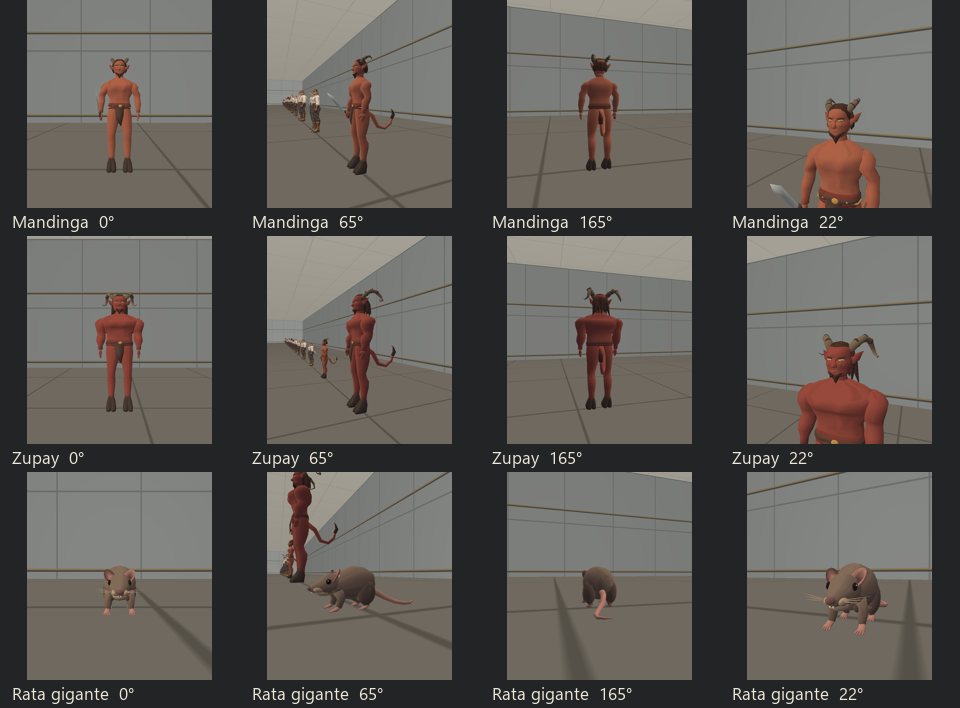 Mandinga 0°
Mandinga 65°
Mandinga 165°
Mandinga 22°
Zupay 0°
Zupay 65°
Zupay 165°
Zupay 22°
Rata gigante 0°
Rata gigante 65°
Rata gigante 165°
Rata gigante 22°